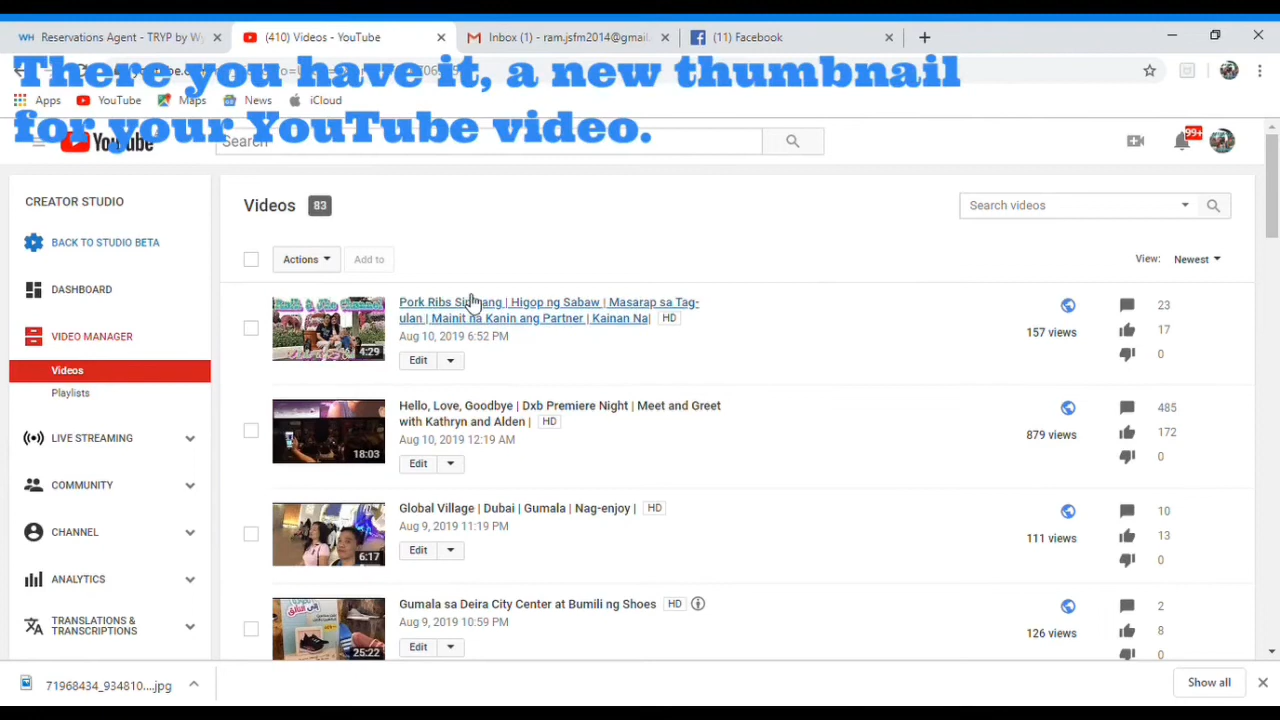 Reservations Agent - TRYP by Wy
(410) Videos - YouTube
Inbox (1) - ram.jsfm2014@gmail.
(11) Facebook
There you have it, a new thumbnail
for your YouTube video.
Apps
YouTube
Maps
News
iCloud
YouTube
Search
99+
CREATOR STUDIO
BACK TO STUDIO BETA
DASHBOARD
VIDEO MANAGER
Videos
Playlists
LIVE STREAMING
COMMUNITY
CHANNEL
ANALYTICS
TRANSLATIONS &
TRANSCRIPTIONS
Videos 83
Search videos
Actions
Add to
View: Newest
Pork Ribs | Higop ng Sabaw | Masarap sa Tag-
ulan | Mainit na Kanin ang Partner | Kainan Na| HD
Aug 10, 2019 6:52 PM
Edit
4:29
157 views
23
17
0
Hello, Love, Goodbye | Dxb Premiere Night | Meet and Greet
with Kathryn and Alden | HD
Aug 10, 2019 12:19 AM
Edit
18:03
879 views
485
172
0
Global Village | Dubai | Gumala | Nag-enjoy | HD
Aug 9, 2019 11:19 PM
Edit
6:17
111 views
10
13
0
Gumala sa Deira City Center at Bumili ng Shoes HD
Aug 9, 2019 10:59 PM
Edit
25:22
126 views
2
8
0
71968434_934810....jpg
Show all